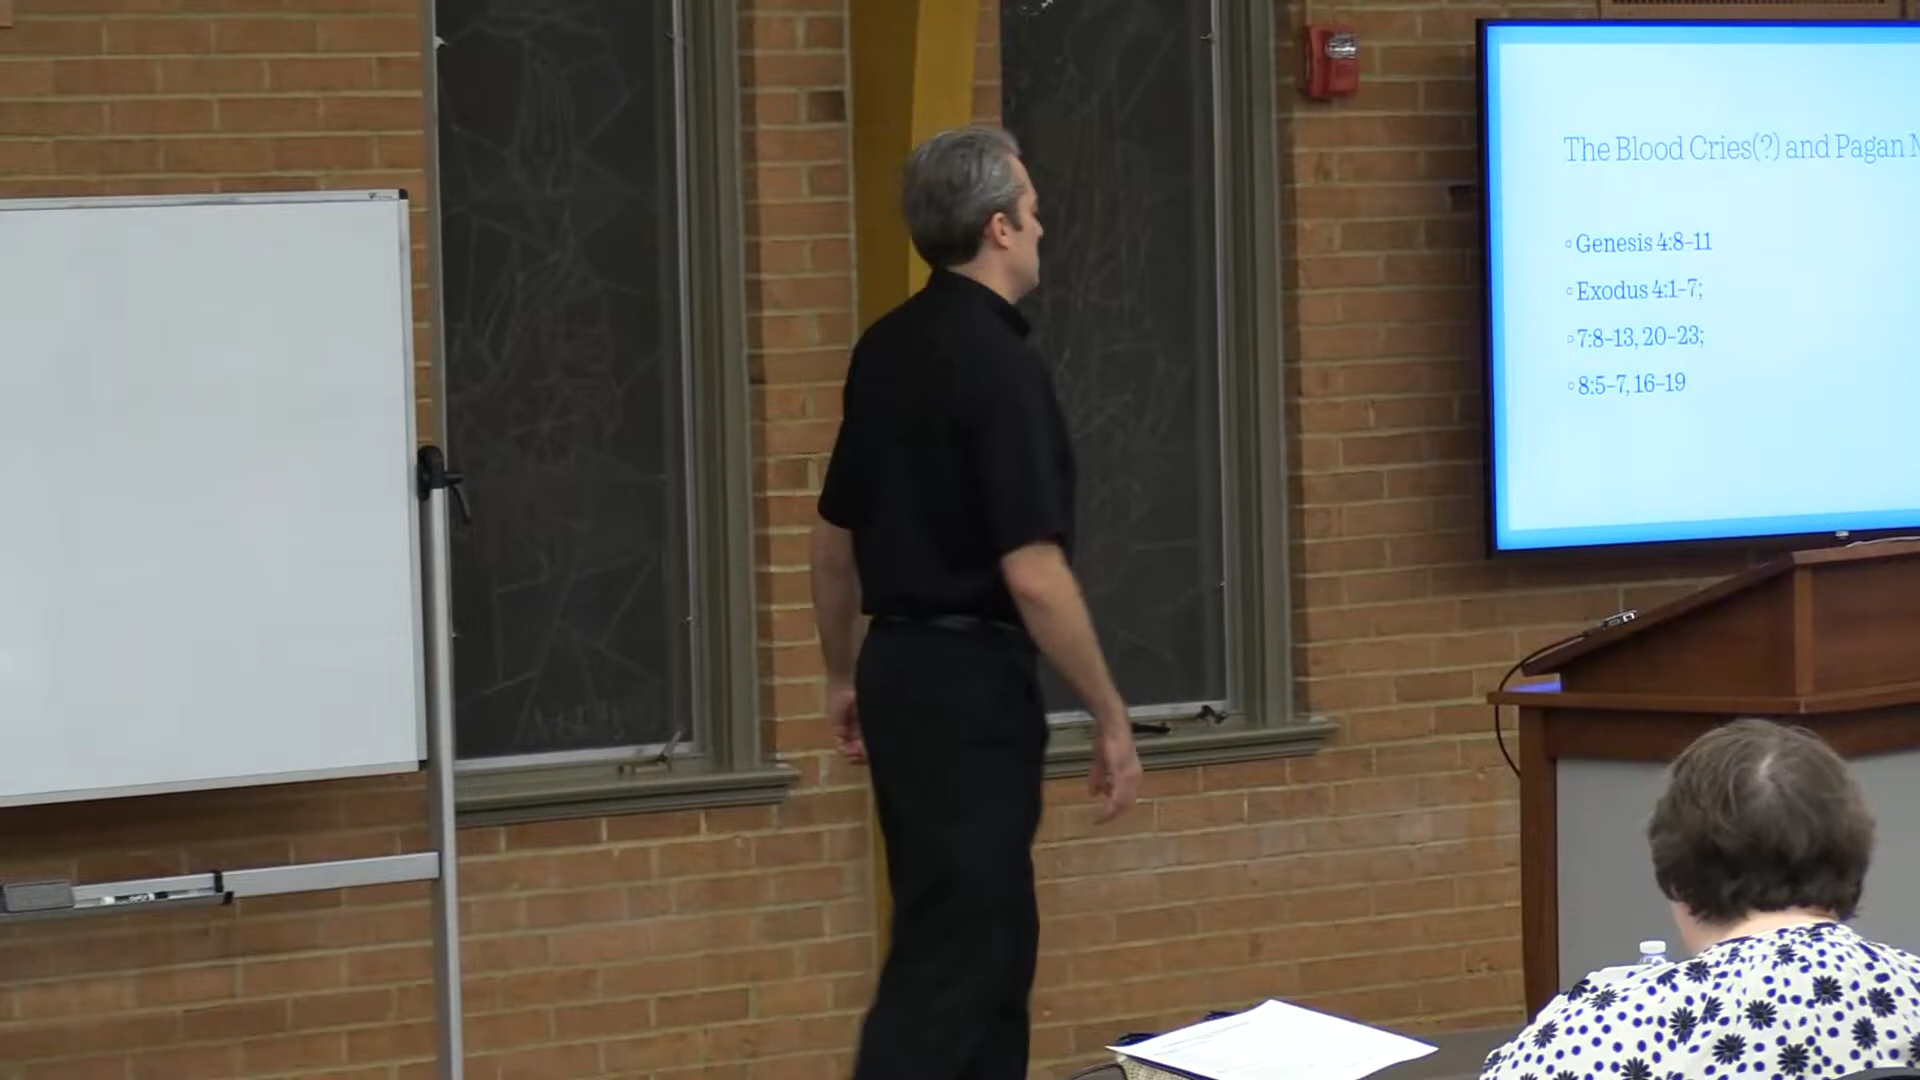 The Blood Cries(?) and Pagan
Genesis 4:8–11
Exodus 4:1–7;
7:8–13, 20–23;
8:5–7, 16–19